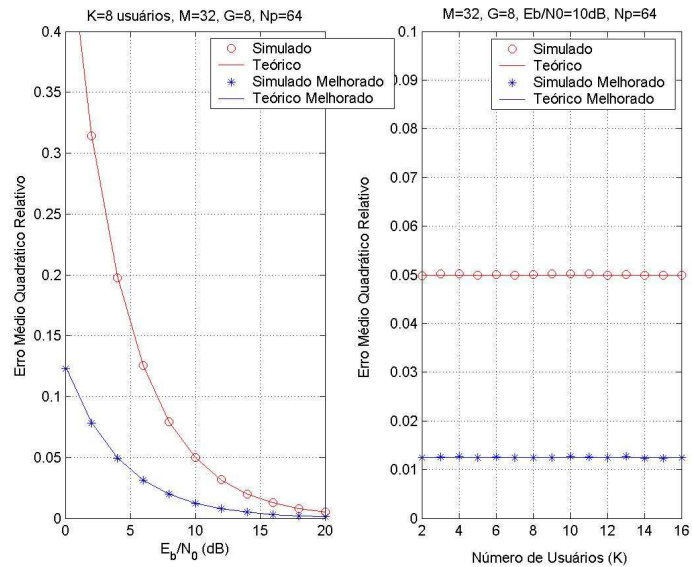 K=8 usuários, M=32, G=8, Np=64
Simulado
Teórico
Simulado Melhorado
Teórico Melhorado
Erro Médio Quadrático Relativo
0.4
0.35
0.3
0.25
0.2
0.15
0.1
0.05
0
0 5 10 15 20
E_b/N_0 (dB)
M=32, G=8, Eb/N0=10dB, Np=64
Simulado
Teórico
Simulado Melhorado
Teórico Melhorado
Erro Médio Quadrático Relativo
0.1
0.09
0.08
0.07
0.06
0.05
0.04
0.03
0.02
0.01
0
2 4 6 8 10 12 14 16
Número de Usuários (K)